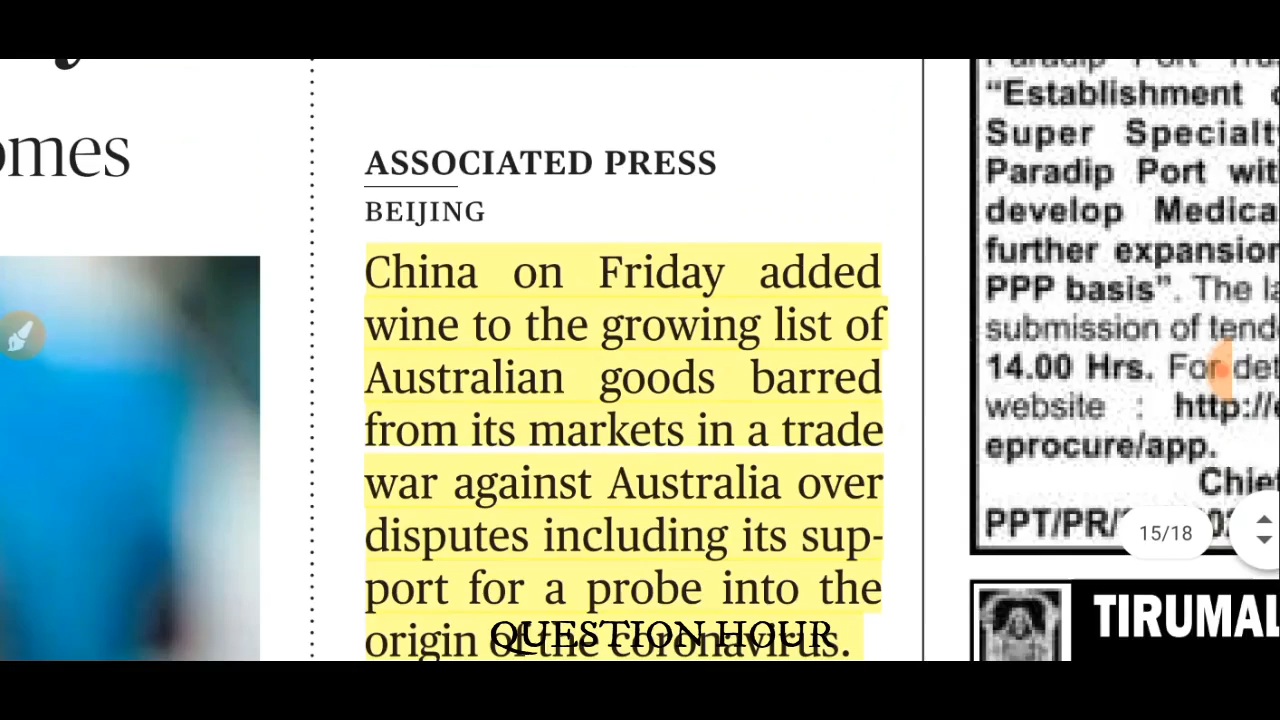 omes
ASSOCIATED PRESS
BEIJING
China on Friday added
wine to the growing list of
Australian goods barred
from its markets in a trade
war against Australia over
disputes including its sup-
port for a probe into the
origin of the coronavirus.
QUESTION HOUR
Paradip Port
“Establishment
Super Specialty
Paradip Port wit
develop Medica
further expansion
PPP basis”. The la
submission of tend
14.00 Hrs. For det
website : http://
eprocure/app.
Chief
PPT/PR/
15/18
TIRUMAL